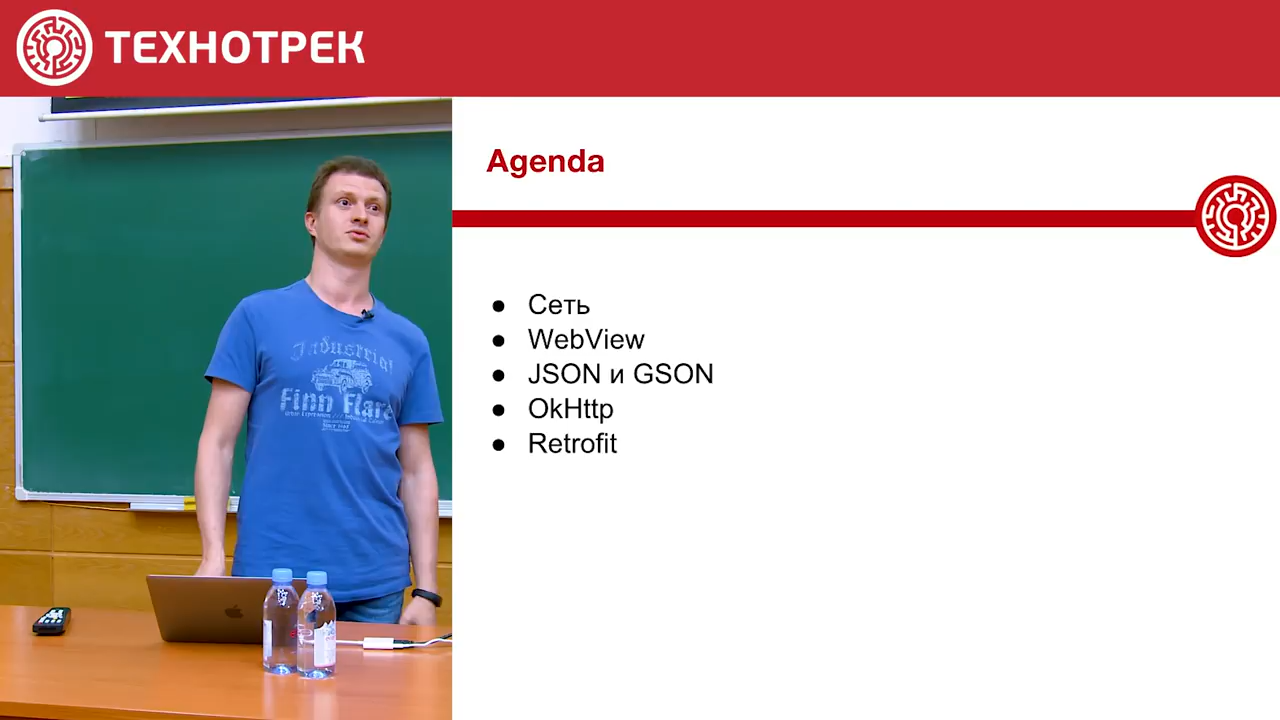 ТЕХНОТРЕК
Agenda
● Сеть
● WebView
● JSON и GSON
● OkHttp
● Retrofit
Industrial
Finn Flare